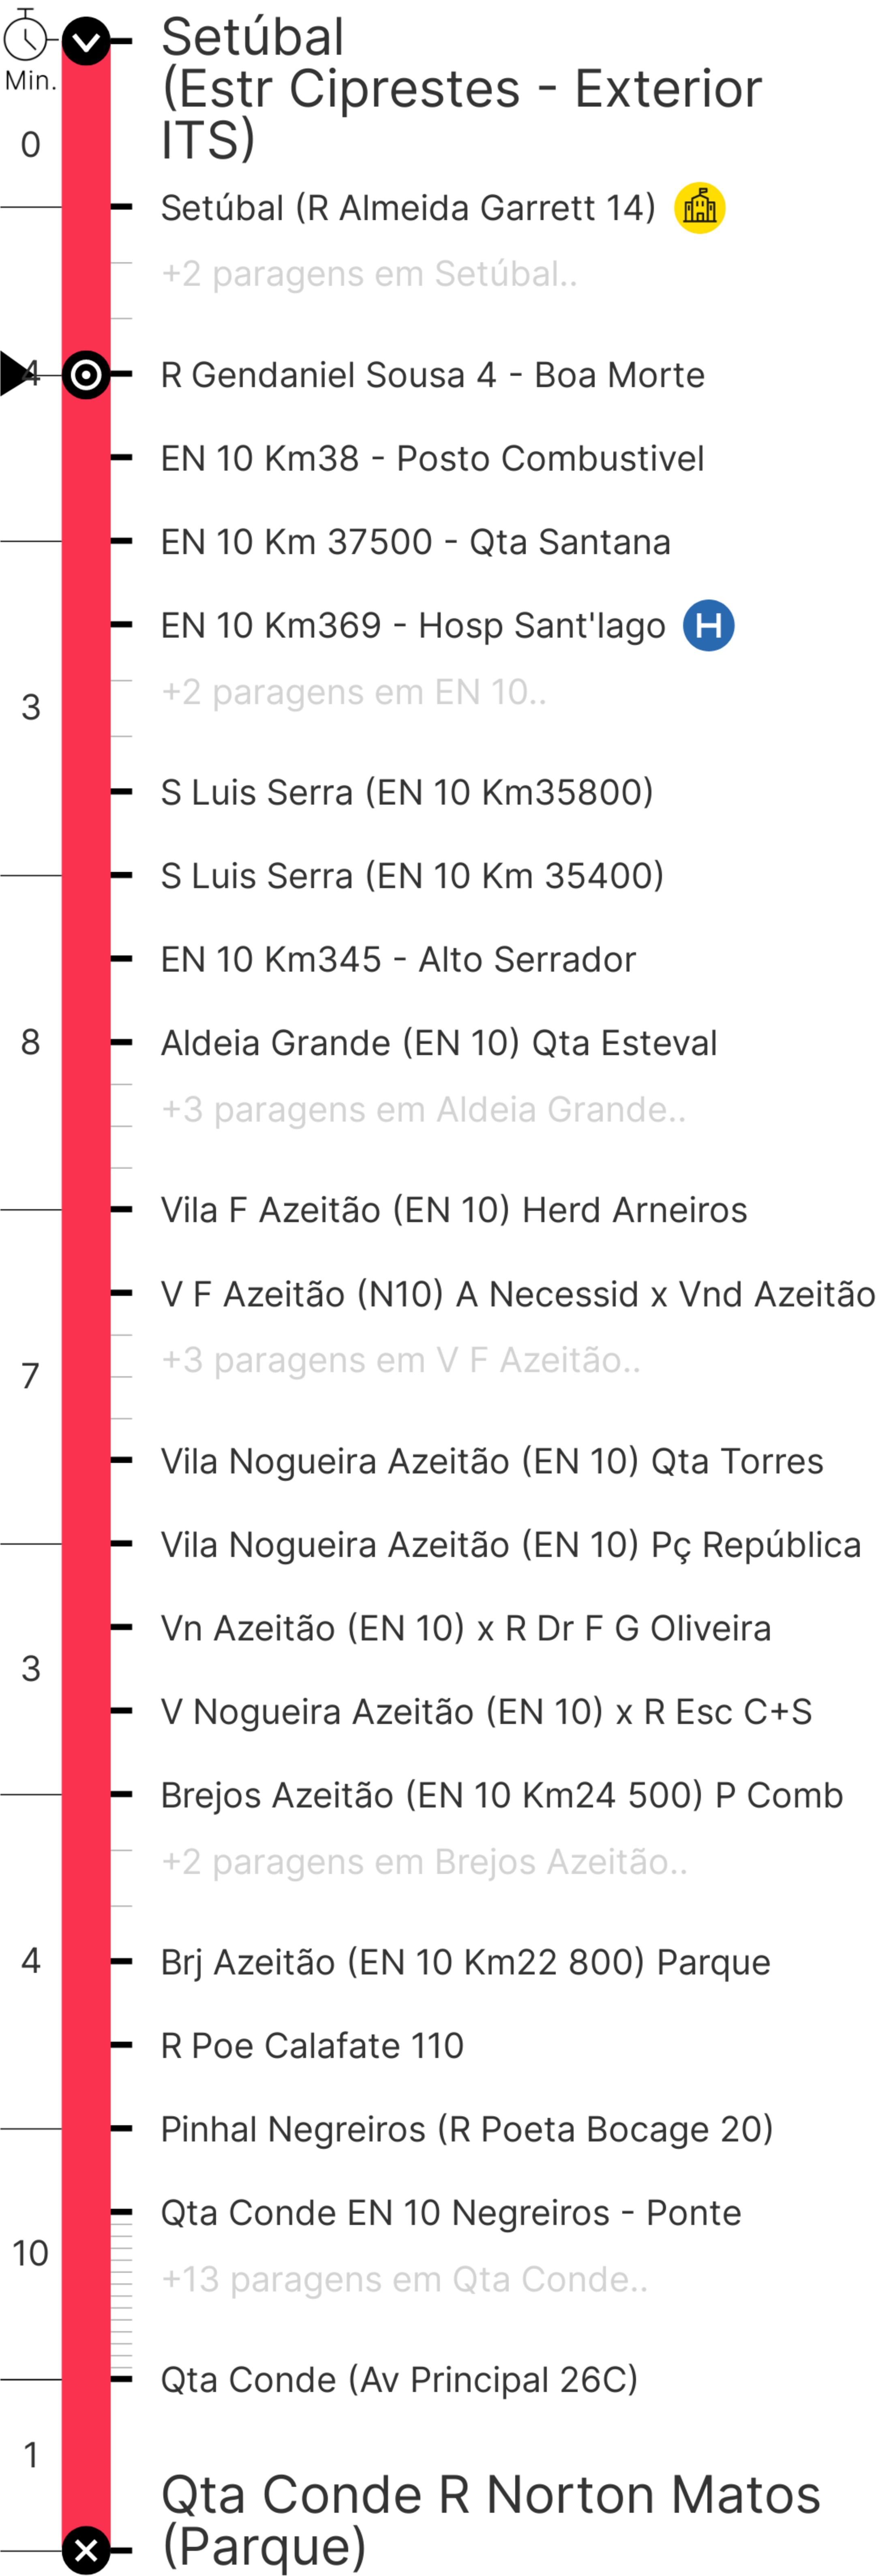 Setúbal
(Estr Ciprestes - Exterior
ITS)
Min.
0
Setúbal (R Almeida Garrett 14)
+2 paragens em Setúbal..
4
R Gendaniel Sousa 4 - Boa Morte
EN 10 Km38 - Posto Combustivel
EN 10 Km 37500 - Qta Santana
EN 10 Km369 - Hosp Sant'Iago H
+2 paragens em EN 10..
3
S Luis Serra (EN 10 Km35800)
S Luis Serra (EN 10 Km 35400)
EN 10 Km345 - Alto Serrador
8 Aldeia Grande (EN 10) Qta Esteval
+3 paragens em Aldeia Grande..
Vila F Azeitão (EN 10) Herd Arneiros
V F Azeitão (N10) A Necessid x Vnd Azeitão
+3 paragens em V F Azeitão..
7
Vila Nogueira Azeitão (EN 10) Qta Torres
Vila Nogueira Azeitão (EN 10) Pç República
Vn Azeitão (EN 10) x R Dr F G Oliveira
3
V Nogueira Azeitão (EN 10) x R Esc C+S
Brejos Azeitão (EN 10 Km24 500) P Comb
+2 paragens em Brejos Azeitão..
4 Brj Azeitão (EN 10 Km22 800) Parque
R Poe Calafate 110
Pinhal Negreiros (R Poeta Bocage 20)
Qta Conde EN 10 Negreiros - Ponte
10
+13 paragens em Qta Conde..
Qta Conde (Av Principal 26C)
1
Qta Conde R Norton Matos
(Parque)